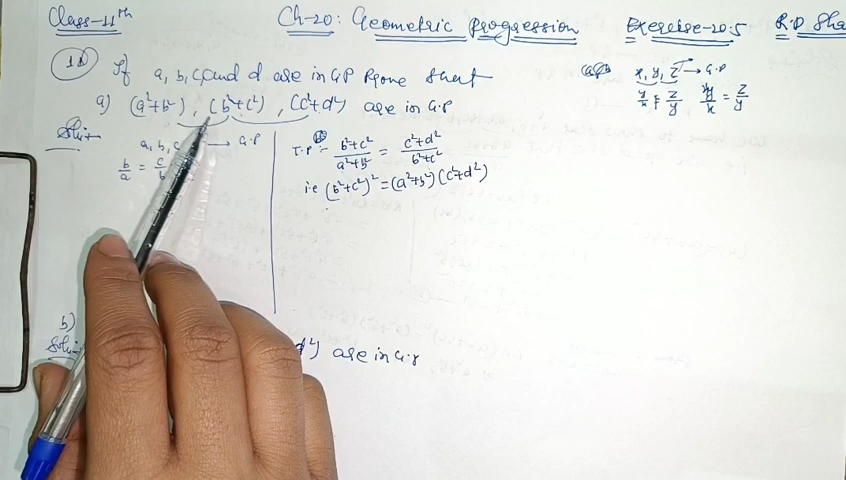 Class-11th Ch-20: Geometric Progression Exercise-20.5 R.D Sha
11) If a, b, c, and d are in G.P Prove that
a) (a²+b²), (b²+c²), (c²+d²) are in G.P
x, y, z → G.P
y/x = z/y y/x = z/y
Sol:-
a, b, c → G.P
b/a = c/b
T.P :- b²+c²/a²+b² = c²+d²/b²+c²
i.e (b²+c²)² = (a²+b²)(c²+d²)
b) d²) are in G.P
Sol:-